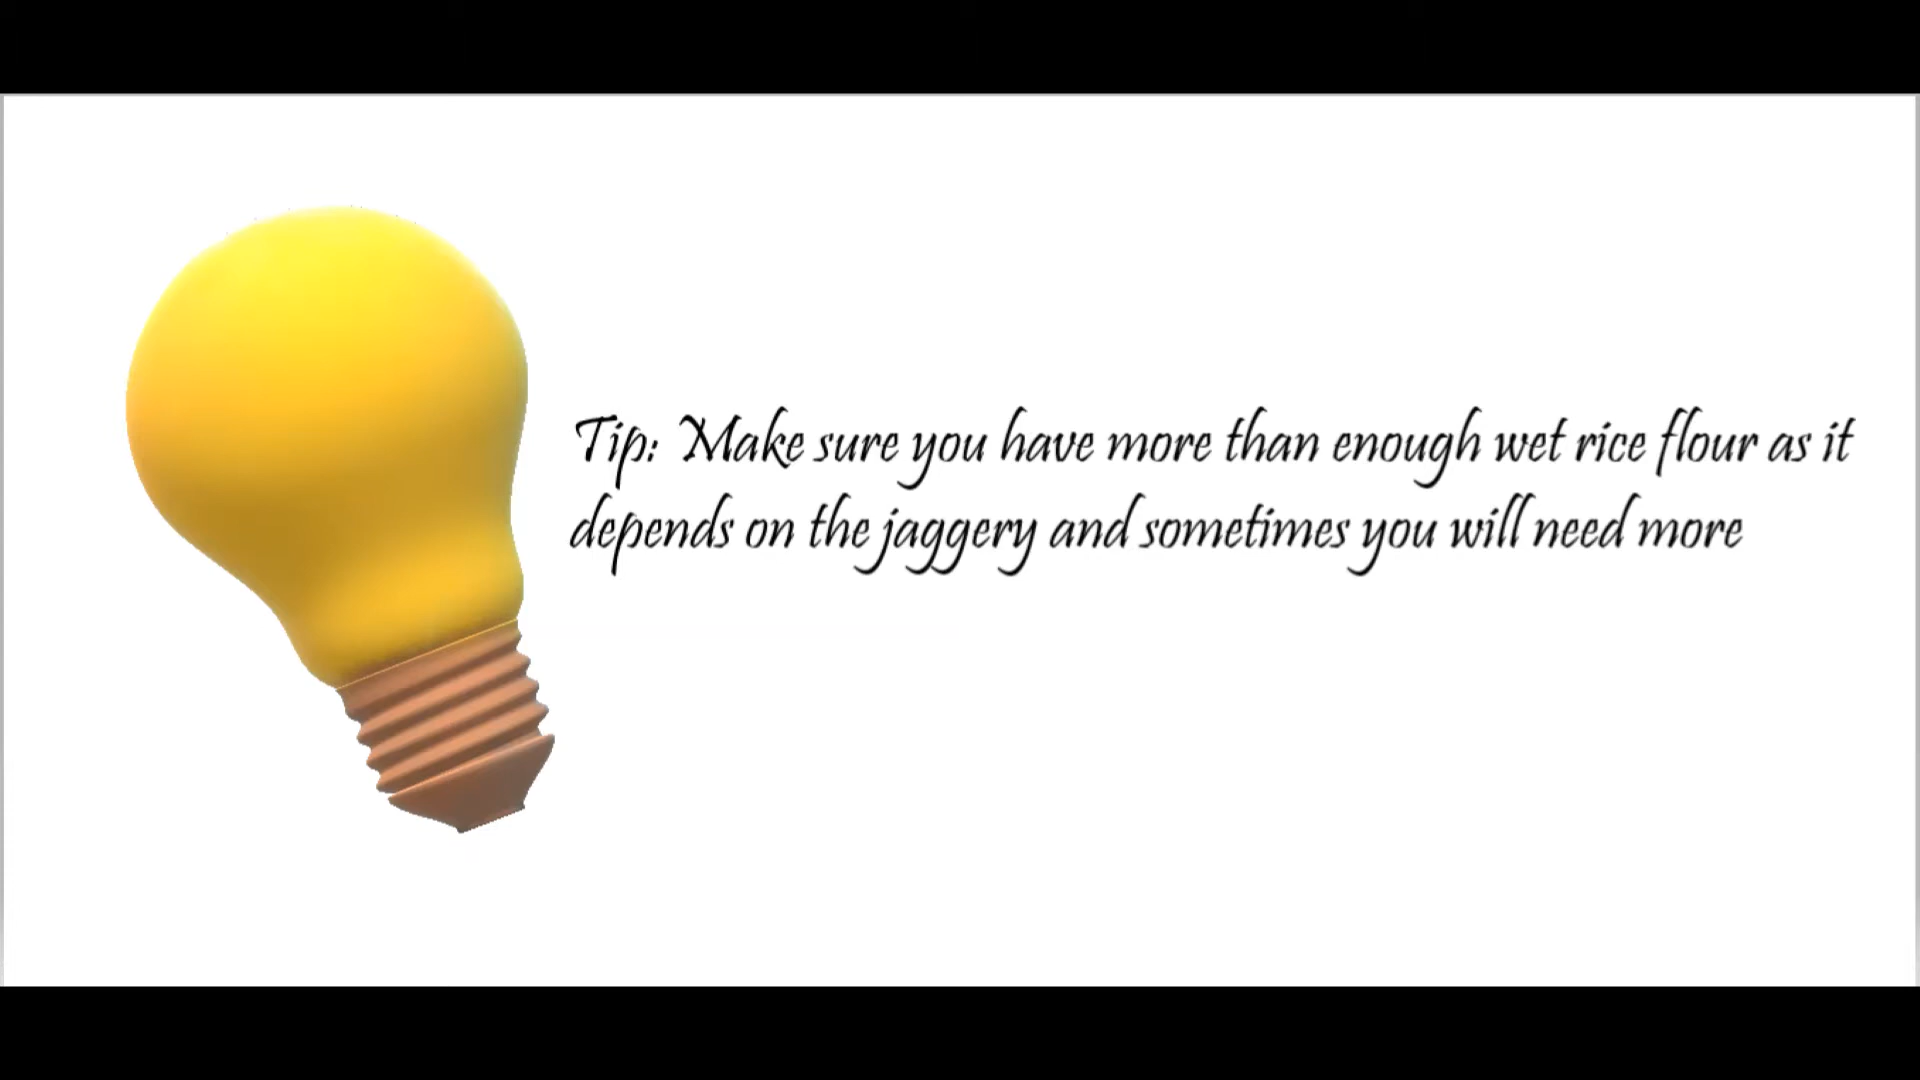 Tip: Make sure you have more than enough wet rice flour as it
depends on the jaggery and sometimes you will need more